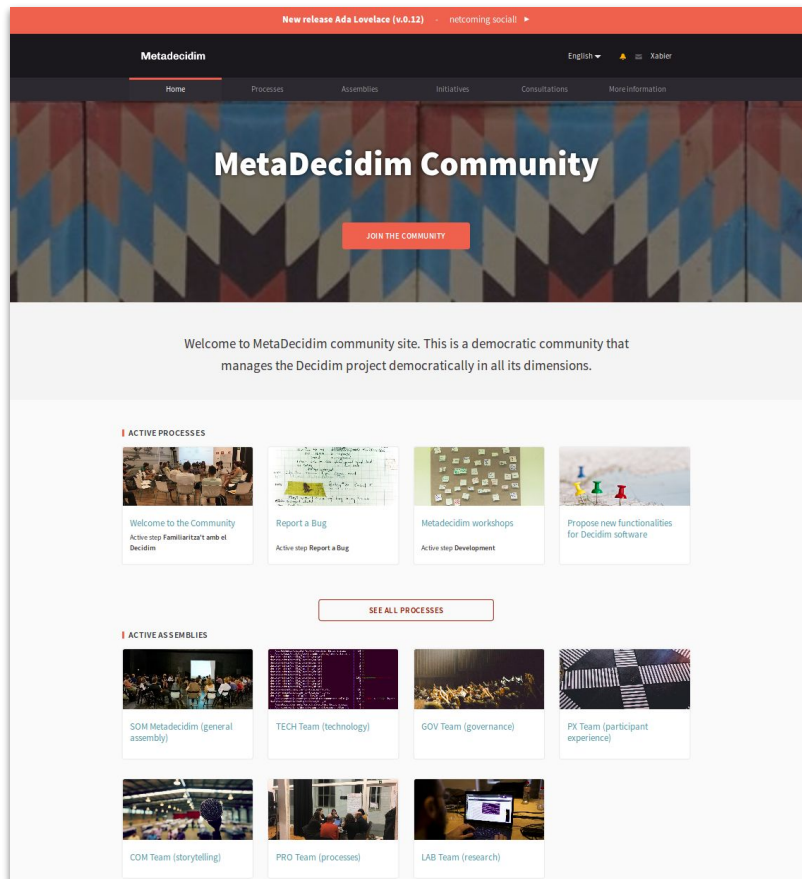 New release Ada Lovelace (v.0.12) - netcoming sociall ►
Metadecidim
English
Xabier
Home Processes Assemblies Initiatives Consultations More information
MetaDecidim Community
JOIN THE COMMUNITY
Welcome to MetaDecidim community site. This is a democratic community that
manages the Decidim project democratically in all its dimensions.
ACTIVE PROCESSES
Welcome to the Community
Active step Familiaritza't amb el
Decidim
Report a Bug
Active step Report a Bug
Metadecidim workshops
Active step Development
Propose new functionalities
for Decidim software
SEE ALL PROCESSES
ACTIVE ASSEMBLIES
SOM Metadecidim (general
assembly)
TECH Team (technology)
GOV Team (governance)
PX Team (participant
experience)
COM Team (storytelling)
PRO Team (processes)
LAB Team (research)